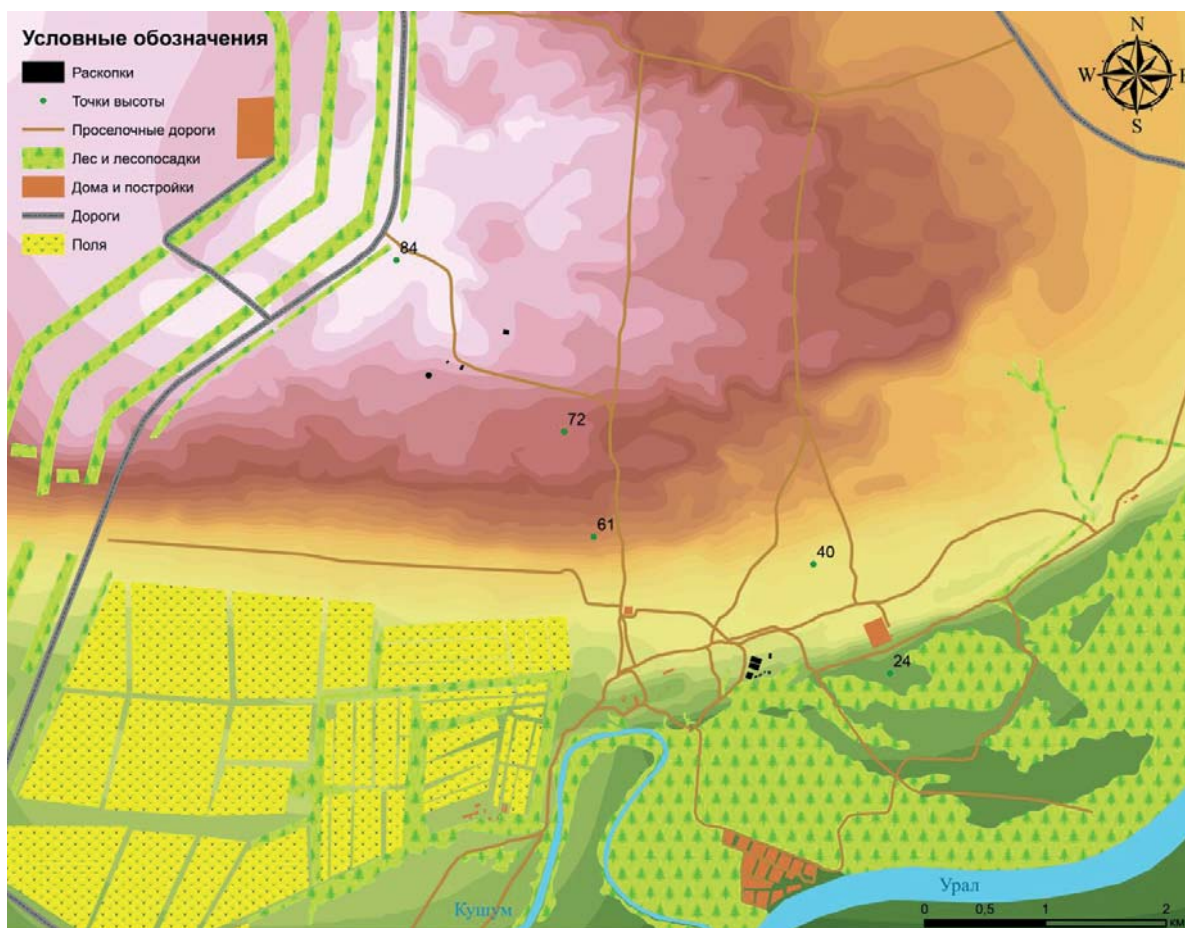 Условные обозначения
Раскопки
Точки высоты
Проселочные дороги
Лес и лесопосадки
Дома и постройки
Дороги
Поля
N
W E
S
84
72
61
40
24
Кушум
Урал
0 0,5 1 2
км